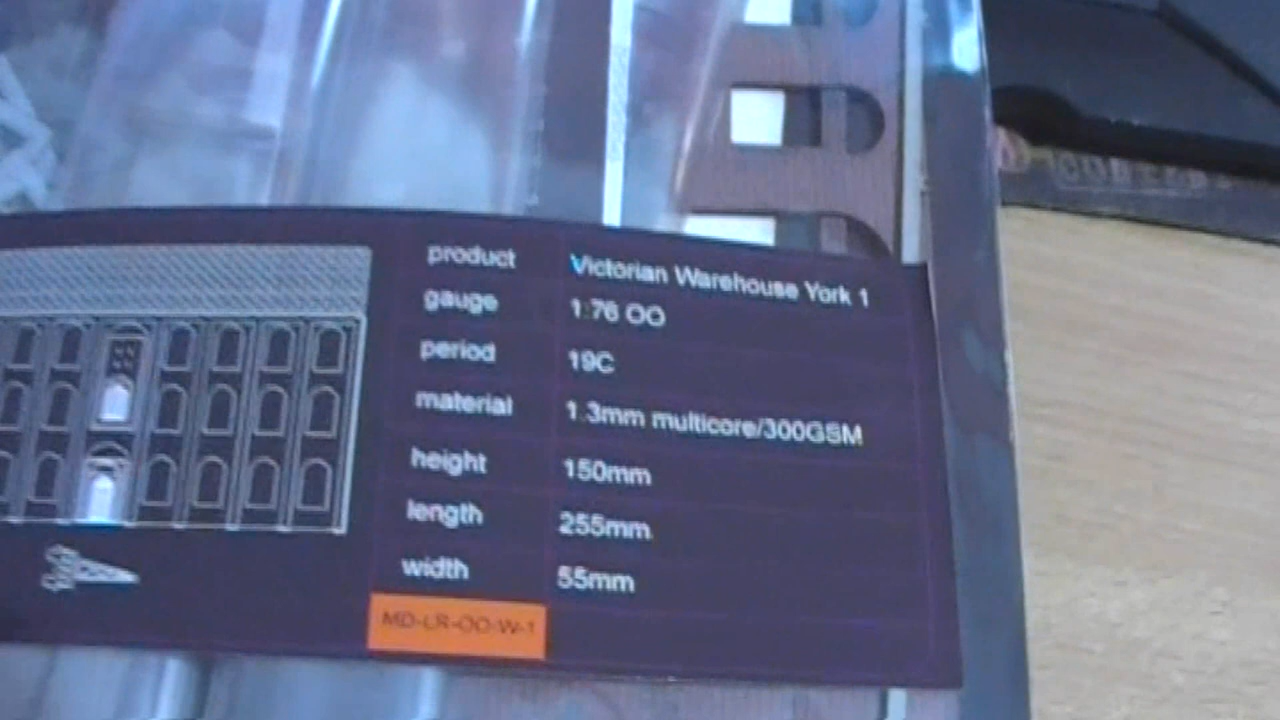 product Victorian Warehouse York 1
gauge 1:76 OO
period 19C
material 1.3mm multicore/300GSM
height 150mm
length 255mm
width 55mm
MD-LR-OO-W-1